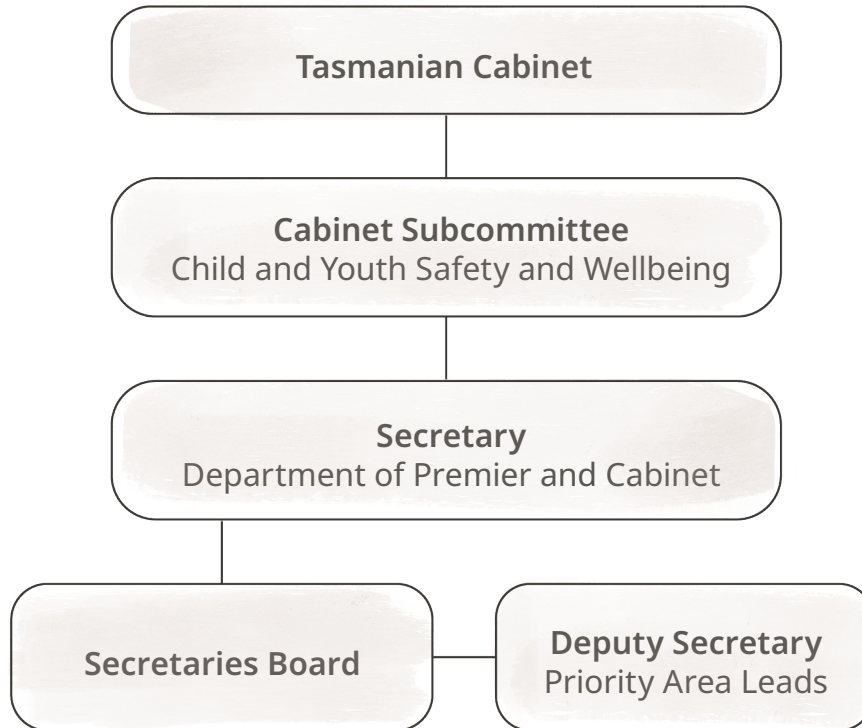 Tasmanian Cabinet
Cabinet Subcommittee
Child and Youth Safety and Wellbeing
Secretary
Department of Premier and Cabinet
Secretaries Board
Deputy Secretary
Priority Area Leads